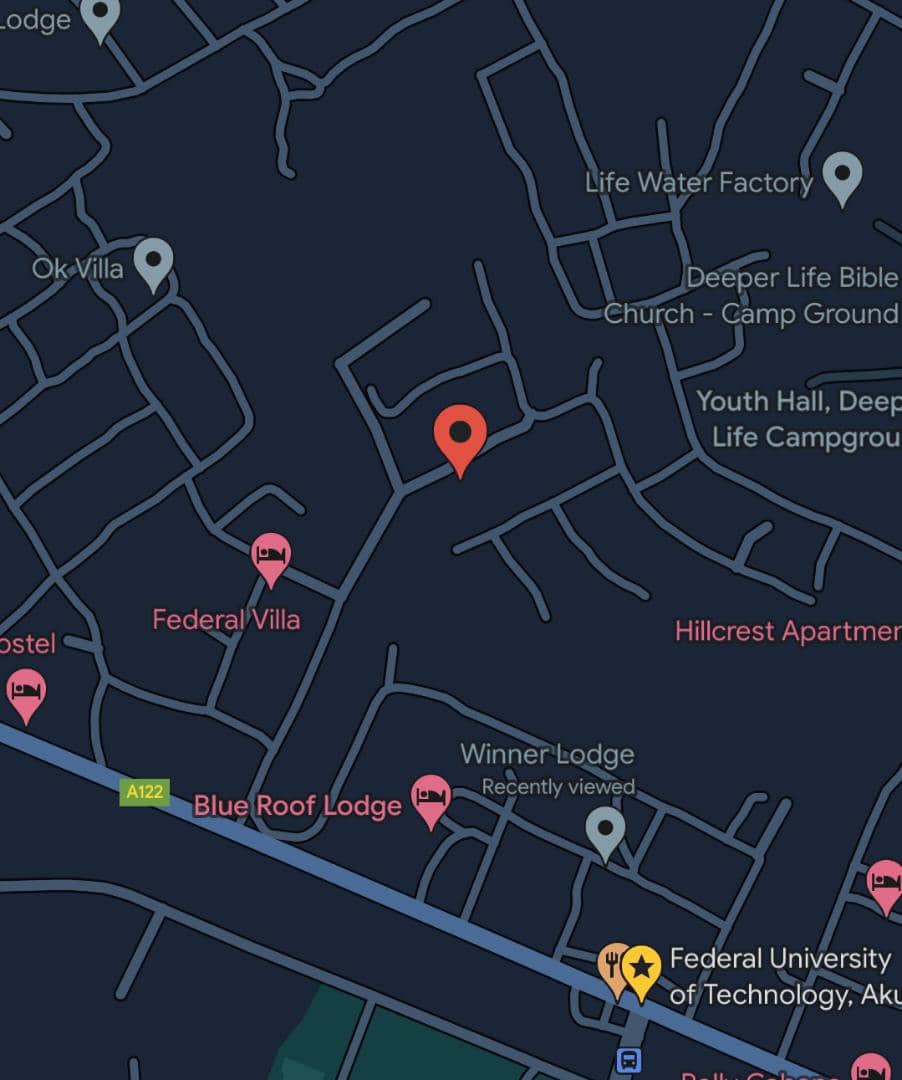 Lodge
Life Water Factory
Ok Villa
Deeper Life Bible
Church - Camp Ground
Youth Hall, Deep
Life Campgrou
Federal Villa
Hillcrest Apartmer
ostel
Winner Lodge
Recently viewed
A122
Blue Roof Lodge
Federal University
of Technology, Aku